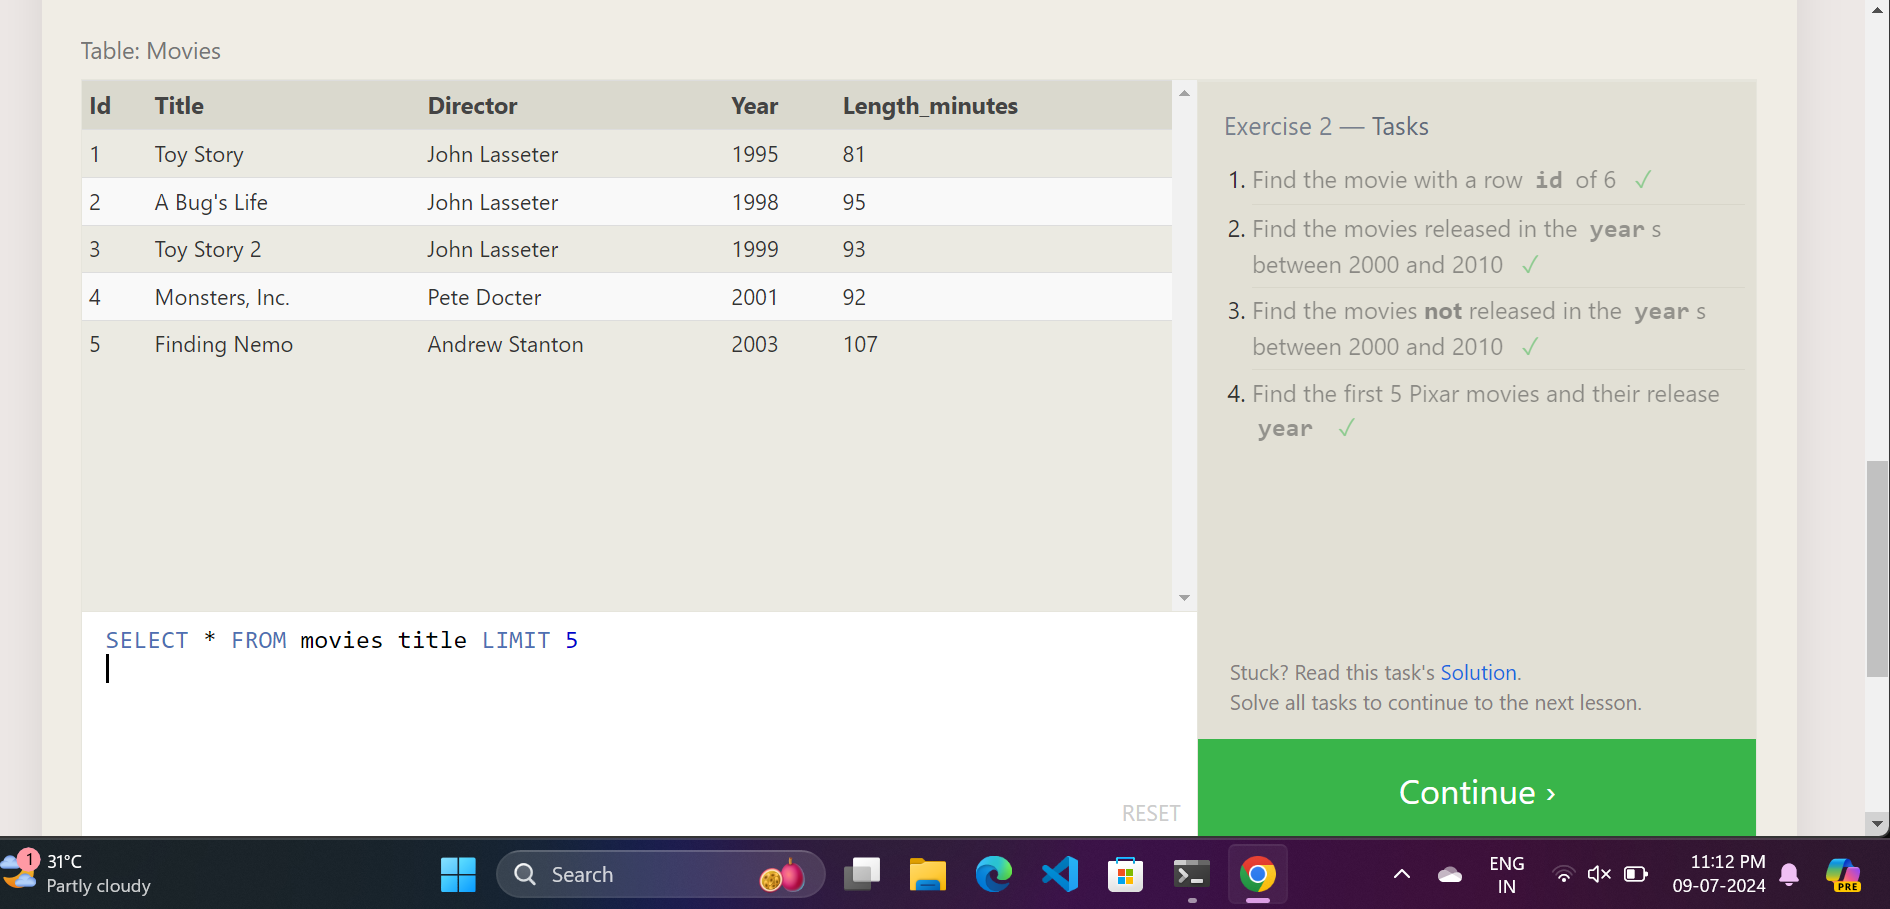 Table: Movies
Id Title Director Year Length_minutes
1 Toy Story John Lasseter 1995 81
2 A Bug's Life John Lasseter 1998 95
3 Toy Story 2 John Lasseter 1999 93
4 Monsters, Inc. Pete Docter 2001 92
5 Finding Nemo Andrew Stanton 2003 107
SELECT * FROM movies title LIMIT 5
RESET
Exercise 2 — Tasks
1. Find the movie with a row id of 6 ✓
2. Find the movies released in the year s
between 2000 and 2010 ✓
3. Find the movies not released in the year s
between 2000 and 2010 ✓
4. Find the first 5 Pixar movies and their release
year ✓
Stuck? Read this task's Solution.
Solve all tasks to continue to the next lesson.
Continue ›
1
31°C
Partly cloudy
Search
ENG
IN
11:12 PM
09-07-2024
PRE